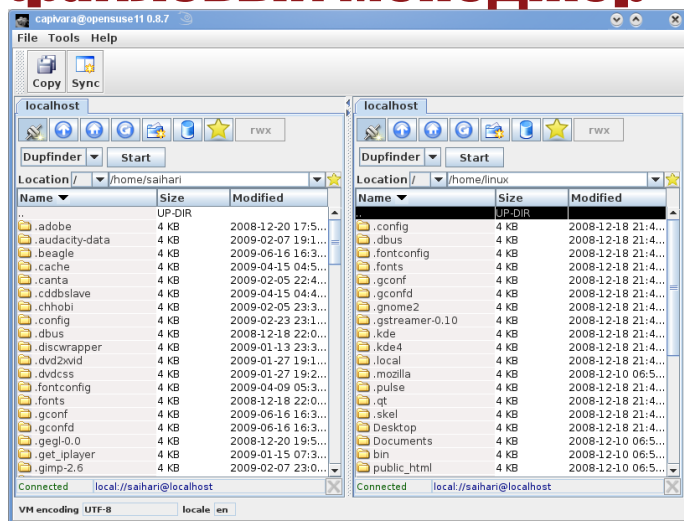 файловый менеджер
capivara@opensuse11 0.8.7
File Tools Help
Copy Sync
localhost
rwx
Dupfinder Start
Location / /home/saihari
Name Size Modified
.. UP-DIR
.adobe 4 KB 2008-12-20 17:5...
.audacity-data 4 KB 2009-02-07 19:1...
.beagle 4 KB 2009-06-16 16:3...
.cache 4 KB 2009-04-15 04:5...
.canta 4 KB 2009-02-05 22:4...
.cddbslave 4 KB 2009-04-15 04:4...
.chhobi 4 KB 2009-02-05 23:3...
.config 4 KB 2009-02-23 23:1...
.dbus 4 KB 2008-12-18 22:0...
.discwrapper 4 KB 2009-01-13 23:3...
.dvd2xvid 4 KB 2009-01-27 19:1...
.dvdcss 4 KB 2009-01-27 19:2...
.fontconfig 4 KB 2009-04-09 05:3...
.fonts 4 KB 2008-12-18 22:0...
.gconf 4 KB 2009-06-16 16:3...
.gconfd 4 KB 2009-06-16 16:3...
.gegl-0.0 4 KB 2008-12-20 19:5...
.get_iplayer 4 KB 2009-01-15 07:3...
.gimp-2.6 4 KB 2009-02-07 23:0...
Connected local://saihari@localhost
localhost
rwx
Dupfinder Start
Location / /home/linux
Name Size Modified
.. UP-DIR
.config 4 KB 2008-12-18 21:4...
.dbus 4 KB 2008-12-18 21:4...
.fontconfig 4 KB 2008-12-18 21:4...
.fonts 4 KB 2008-12-18 21:4...
.gconf 4 KB 2008-12-18 21:4...
.gconfd 4 KB 2008-12-18 21:4...
.gnome2 4 KB 2008-12-18 21:4...
.gstreamer-0.10 4 KB 2008-12-18 21:4...
.kde 4 KB 2008-12-18 21:4...
.kde4 4 KB 2008-12-18 21:4...
.local 4 KB 2008-12-18 21:4...
.mozilla 4 KB 2008-12-10 06:5...
.pulse 4 KB 2008-12-18 21:4...
.qt 4 KB 2008-12-18 21:4...
.skel 4 KB 2008-12-18 21:4...
Desktop 4 KB 2008-12-18 21:4...
Documents 4 KB 2008-12-10 06:5...
bin 4 KB 2008-12-10 06:5...
public_html 4 KB 2008-12-10 06:5...
Connected local://saihari@localhost
VM encoding UTF-8 locale en